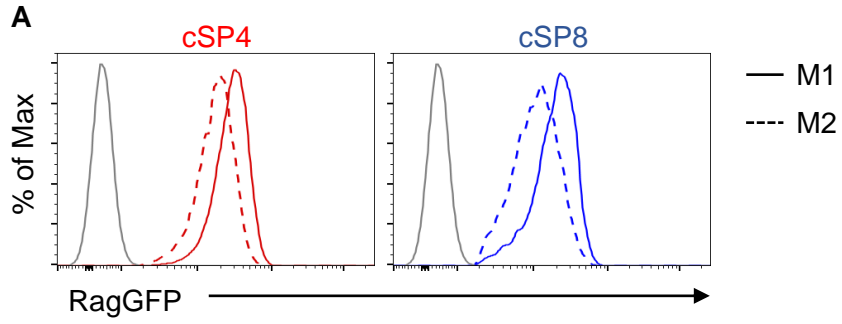 A
cSP4
cSP8
M1
M2
% of Max
RagGFP